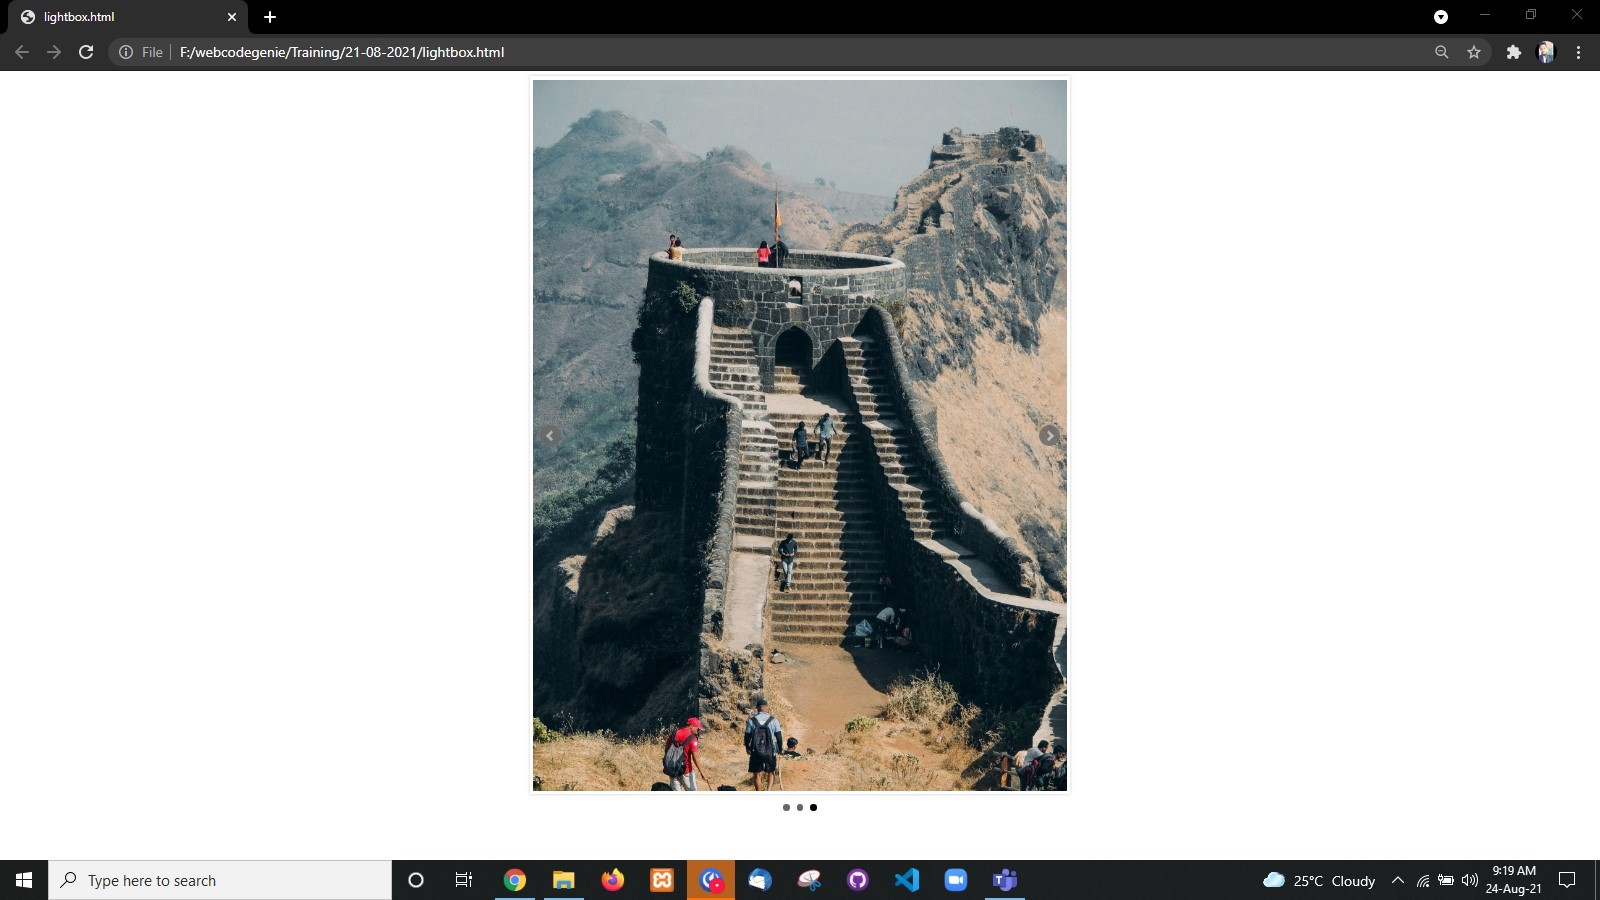 lightbox.html
File
F:/webcodegenie/Training/21-08-2021/lightbox.html
Type here to search
25°C Cloudy
9:19 AM
24-Aug-21